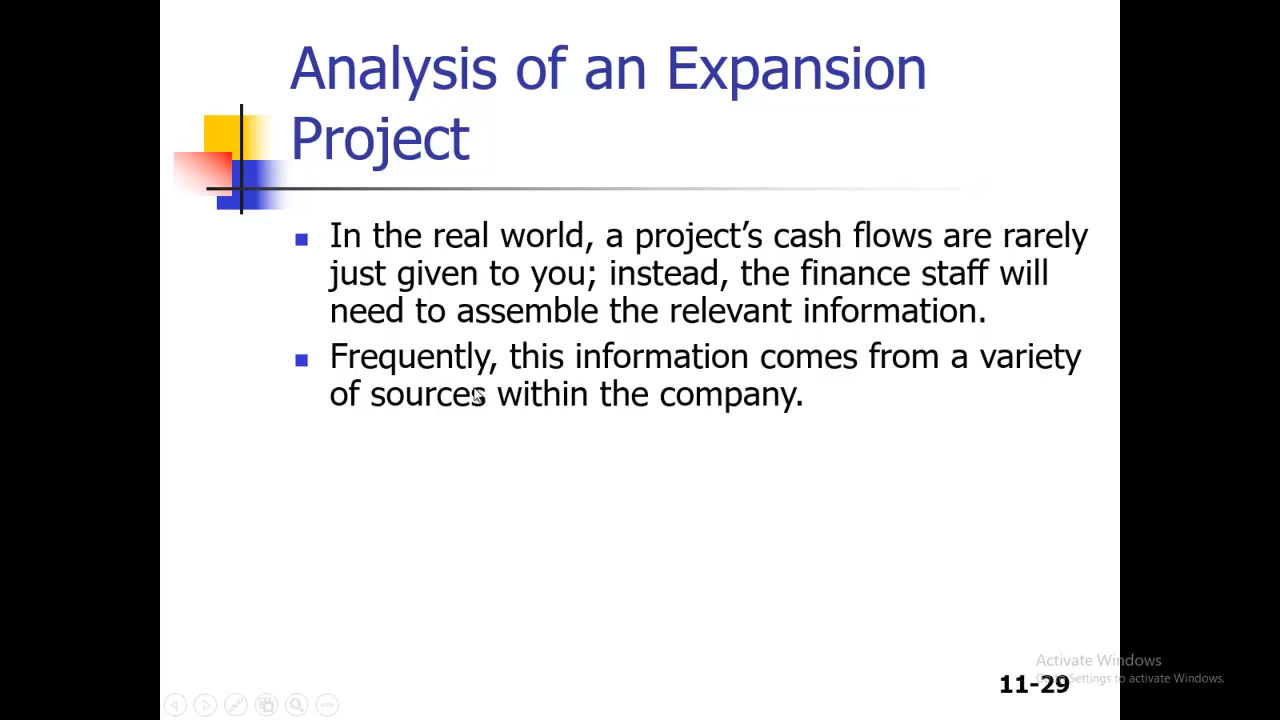 Analysis of an Expansion
Project
In the real world, a project’s cash flows are rarely
just given to you; instead, the finance staff will
need to assemble the relevant information.
Frequently, this information comes from a variety
of sources within the company.
Activate Windows
Settings to activate Windows.
11-29